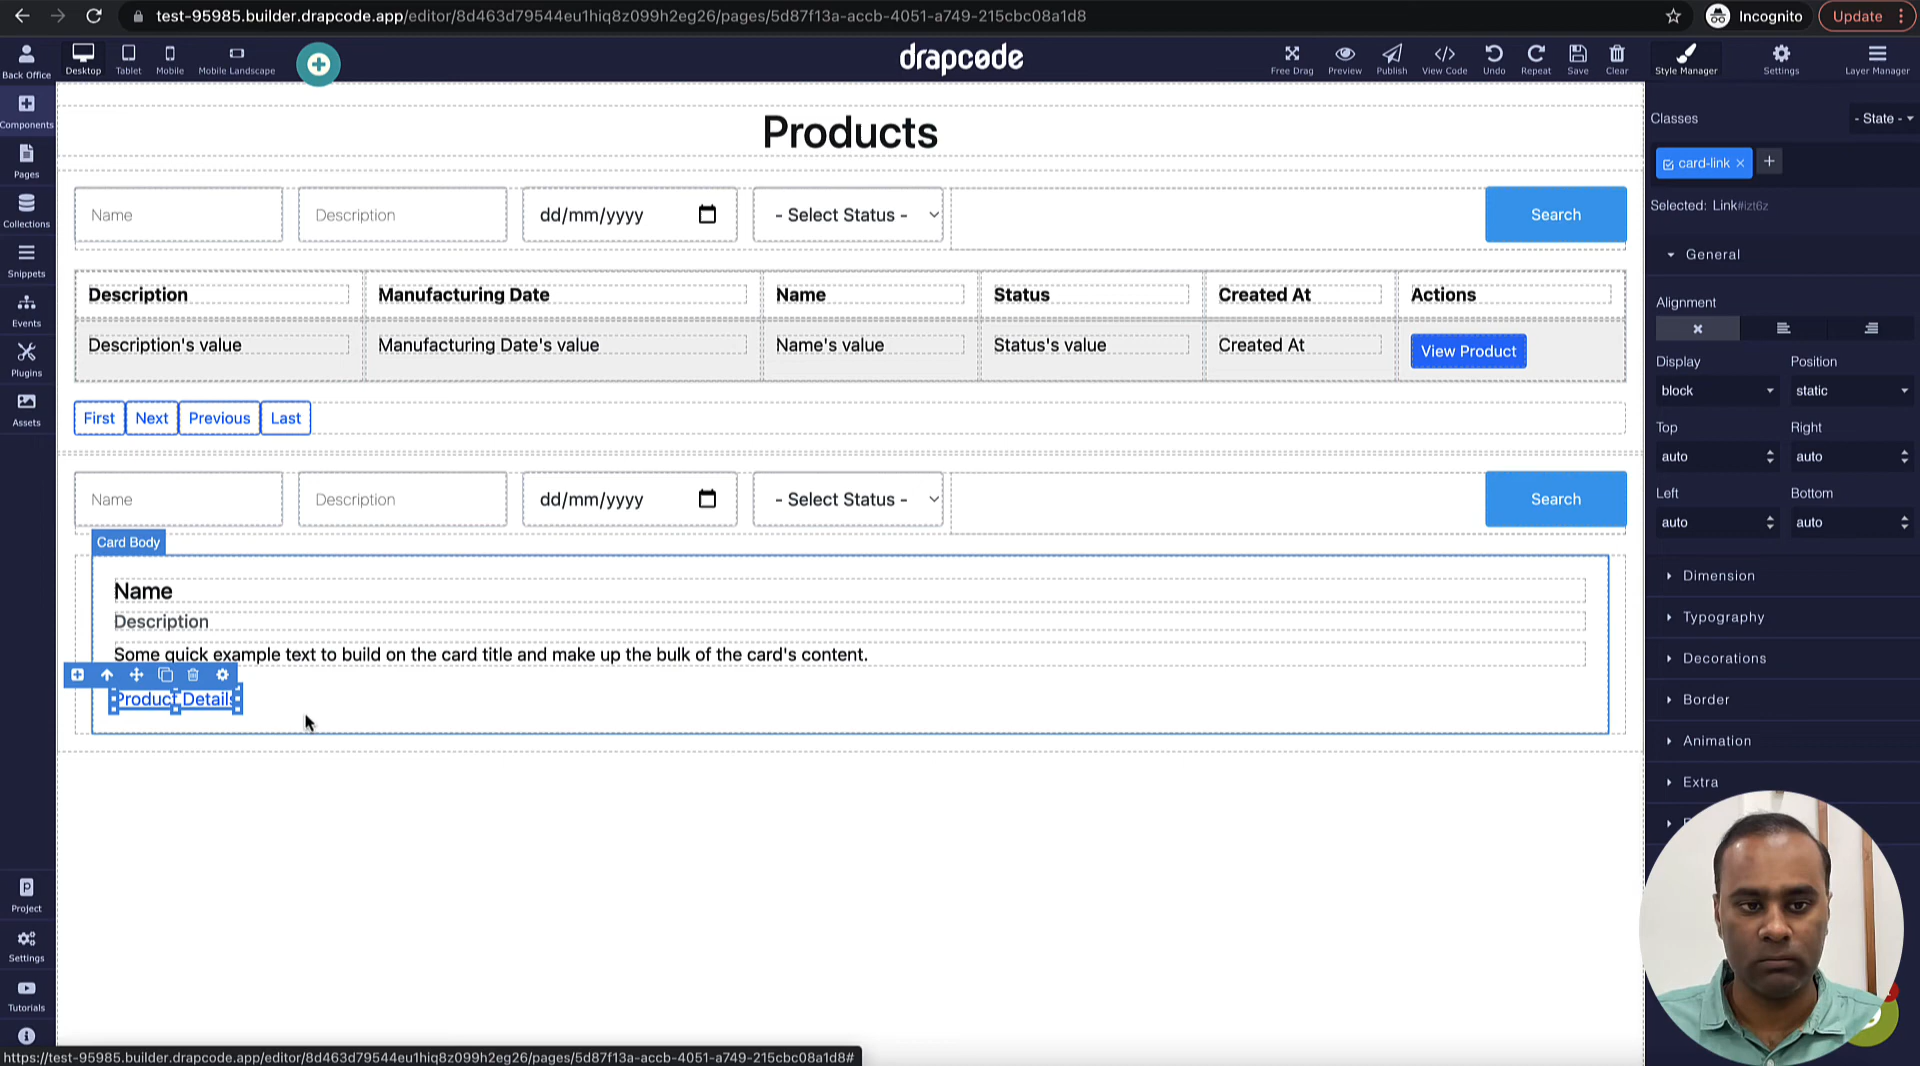 test-95985.builder.drapcode.app/editor/8d463d79544eu1hiq8z099h2eg26/pages/5d87f13a-accb-4051-a749-215cbc08a1d8
Incognito
Update
Back Office
Desktop
Tablet
Mobile
Mobile Landscape
drapcode
Free Drag
Preview
Publish
View Code
Undo
Repeat
Save
Clear
Style Manager
Settings
Layer Manager
Components
Pages
Collections
Snippets
Events
Plugins
Assets
Project
Settings
Tutorials
Products
Name
Description
dd/mm/yyyy
- Select Status -
Search
Description Manufacturing Date Name Status Created At Actions
Description's value Manufacturing Date's value Name's value Status's value Created At View Product
First Next Previous Last
Name
Description
dd/mm/yyyy
- Select Status -
Search
Card Body
Name
Description
Some quick example text to build on the card title and make up the bulk of the card's content.
Product Details
Classes
- State -
card-link
Selected: Link#izt6z
General
Alignment
Display Position
block static
Top Right
auto auto
Left Bottom
auto auto
Dimension
Typography
Decorations
Border
Animation
Extra
https://test-95985.builder.drapcode.app/editor/8d463d79544eu1hiq8z099h2eg26/pages/5d87f13a-accb-4051-a749-215cbc08a1d8#